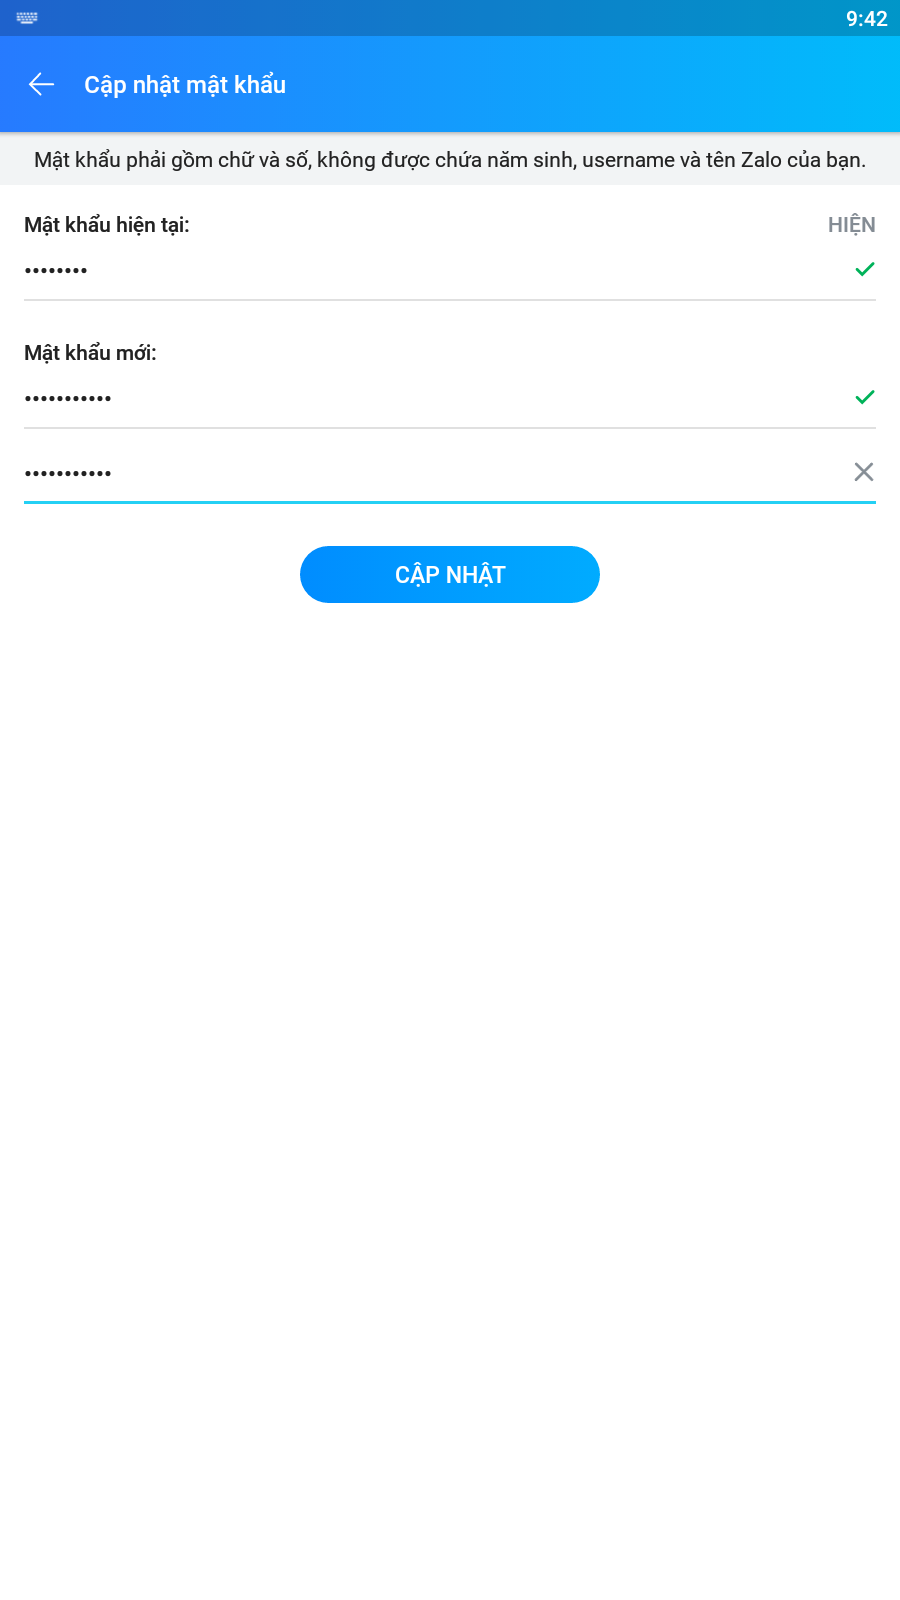 9:42
Cập nhật mật khẩu
Mật khẩu phải gồm chữ và số, không được chứa năm sinh, username và tên Zalo của bạn.
Mật khẩu hiện tại: HIỆN
••••••••
Mật khẩu mới:
•••••••••••
•••••••••••
CẬP NHẬT